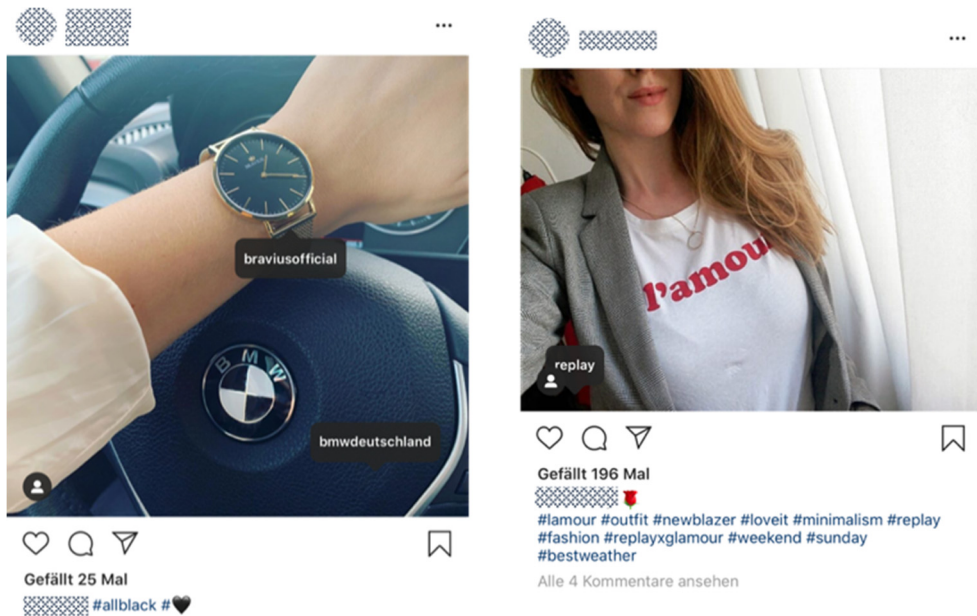 braviusofficial
BMW
bmwdeutschland
Gefällt 25 Mal
#allblack #🖤
l'amour
replay
Gefällt 196 Mal
🌹
#lamour #outfit #newblazer #loveit #minimalism #replay
#fashion #replayxglamour #weekend #sunday
#bestweather
Alle 4 Kommentare ansehen